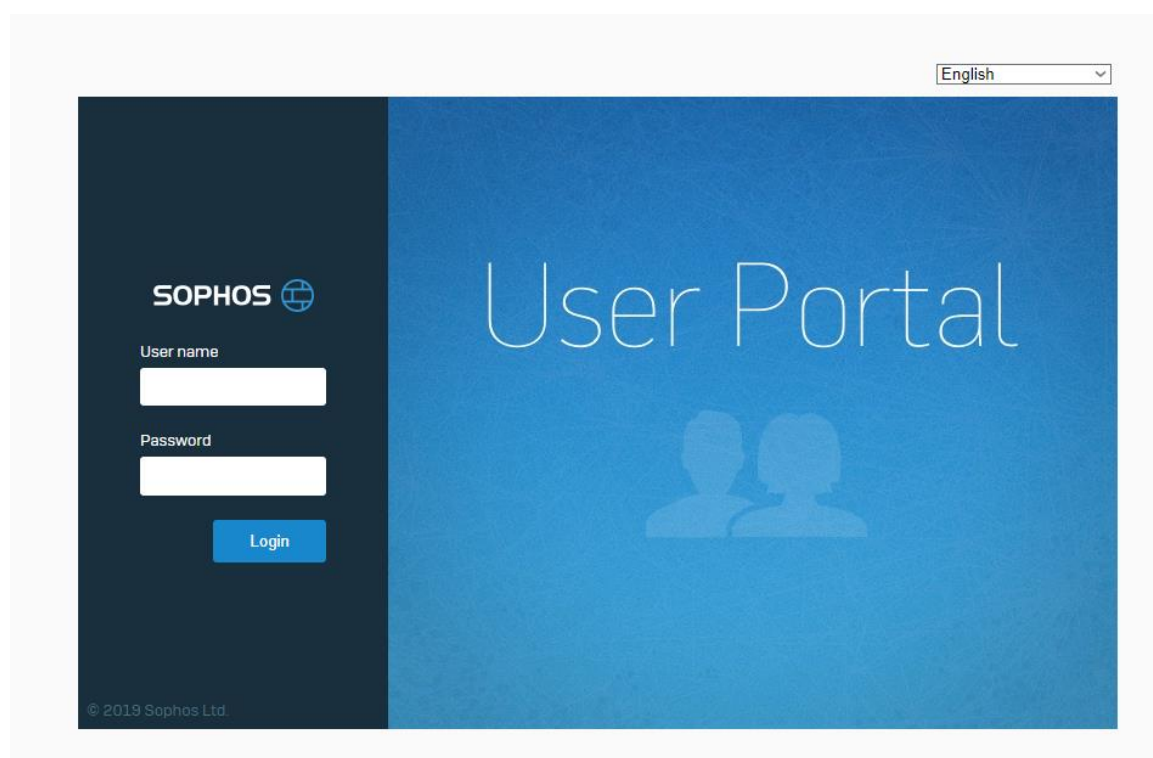 English
SOPHOS
User Portal
User name
Password
Login
© 2019 Sophos Ltd.